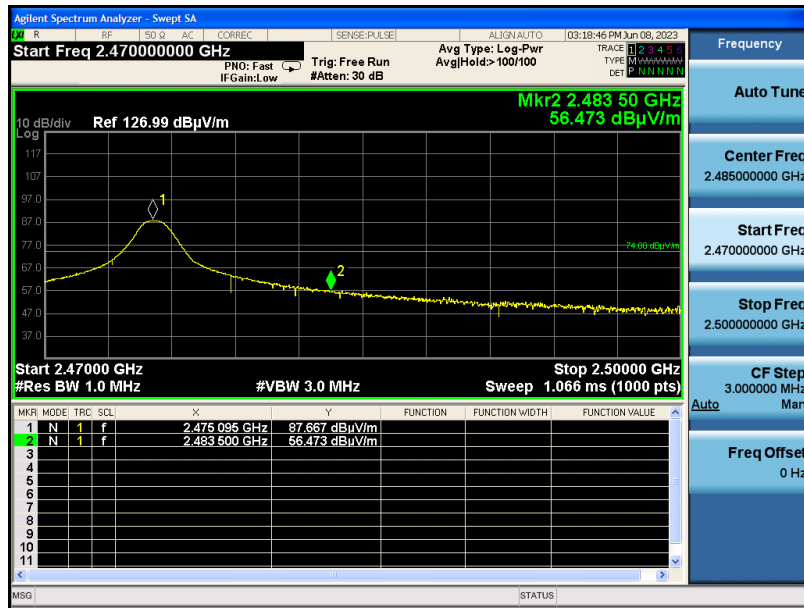 Agilent Spectrum Analyzer - Swept SA
LXI R RF 50 Ω AC CORREC SENSE:PULSE ALIGN AUTO 03:18:46 PM Jun 08, 2023
Start Freq 2.470000000 GHz
PNO: Fast
IFGain:Low
Trig: Free Run
#Atten: 30 dB
Avg Type: Log-Pwr
Avg|Hold:>100/100
TRACE 1 2 3 4 5 6
TYPE M WWWWW
DET P N N N N N
Frequency
Auto Tune
Center Freq
2.485000000 GHz
Start Freq
2.470000000 GHz
Stop Freq
2.500000000 GHz
CF Step
3.000000 MHz
Auto Man
Freq Offset
0 Hz
Mkr2 2.483 50 GHz
56.473 dBµV/m
10 dB/div Ref 126.99 dBµV/m
Log
117
107
97.0
87.0
77.0
67.0
57.0
47.0
37.0
1
2
74.00 dBµV/m
Start 2.47000 GHz Stop 2.50000 GHz
#Res BW 1.0 MHz #VBW 3.0 MHz Sweep 1.066 ms (1000 pts)
MKR MODE TRC SCL X Y FUNCTION FUNCTION WIDTH FUNCTION VALUE
1 N 1 f 2.475 095 GHz 87.667 dBµV/m
2 N 1 f 2.483 500 GHz 56.473 dBµV/m
3
4
5
6
7
8
9
10
11
MSG STATUS